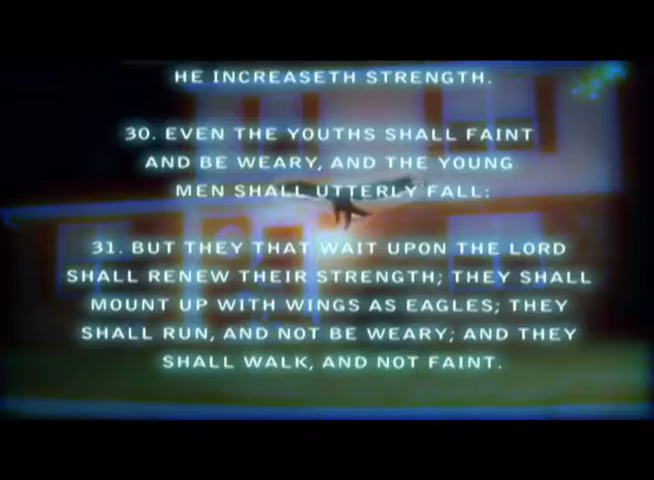 HE INCREASETH STRENGTH.
30. EVEN THE YOUTHS SHALL FAINT
AND BE WEARY, AND THE YOUNG
MEN SHALL UTTERLY FALL:
31. BUT THEY THAT WAIT UPON THE LORD
SHALL RENEW THEIR STRENGTH; THEY SHALL
MOUNT UP WITH WINGS AS EAGLES; THEY
SHALL RUN, AND NOT BE WEARY; AND THEY
SHALL WALK, AND NOT FAINT.